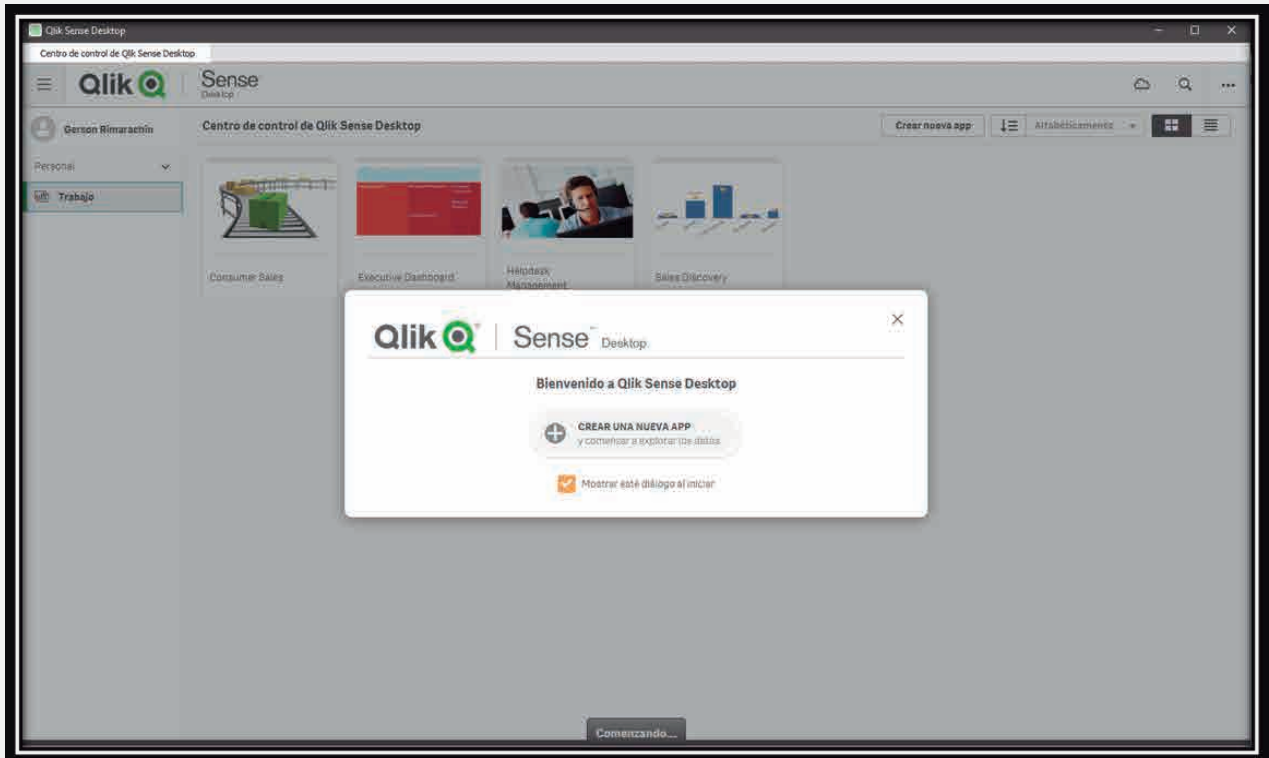 Qlik Sense Desktop
Centro de control de Qlik Sense Desktop
Qlik
Sense
Desktop
Gerson Rimarachin
Centro de control de Qlik Sense Desktop
Crear nueva app
Alfabéticamente
Personal
Trabajo
Consumer Sales
Executive Dashboard
Helpdesk
Management
Sales Discovery
Qlik
Sense
Desktop
Bienvenido a Qlik Sense Desktop
CREAR UNA NUEVA APP
y comenzar a explorar los datos
Mostrar este diálogo al iniciar
Comenzando...